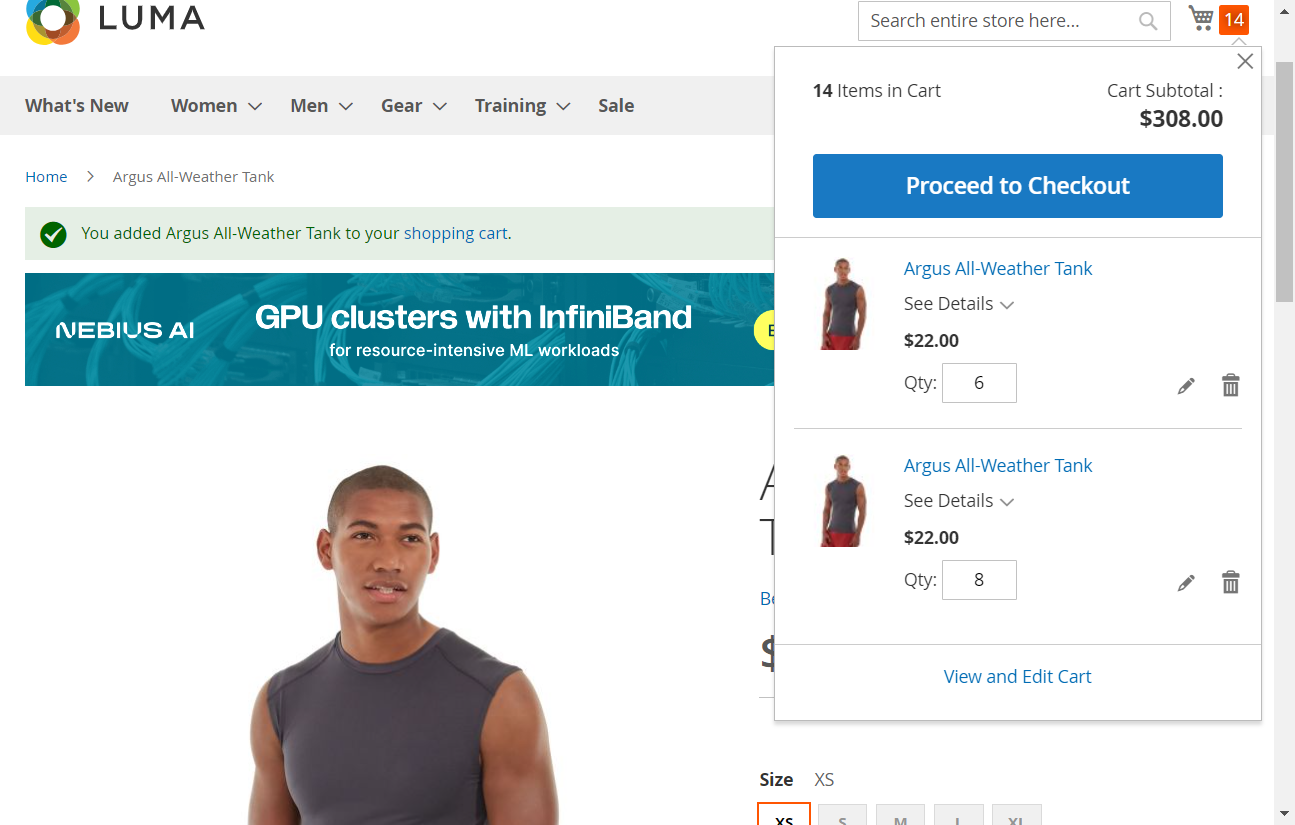 LUMA
Search entire store here...
14
What's New
Women
Men
Gear
Training
Sale
14 Items in Cart
Cart Subtotal :
$308.00
Proceed to Checkout
Home
Argus All-Weather Tank
You added Argus All-Weather Tank to your shopping cart.
NEBIUS AI
GPU clusters with InfiniBand
for resource-intensive ML workloads
Argus All-Weather Tank
See Details
$22.00
Qty: 6
Argus All-Weather Tank
See Details
$22.00
Qty: 8
View and Edit Cart
$
Size XS
XS S M L XL